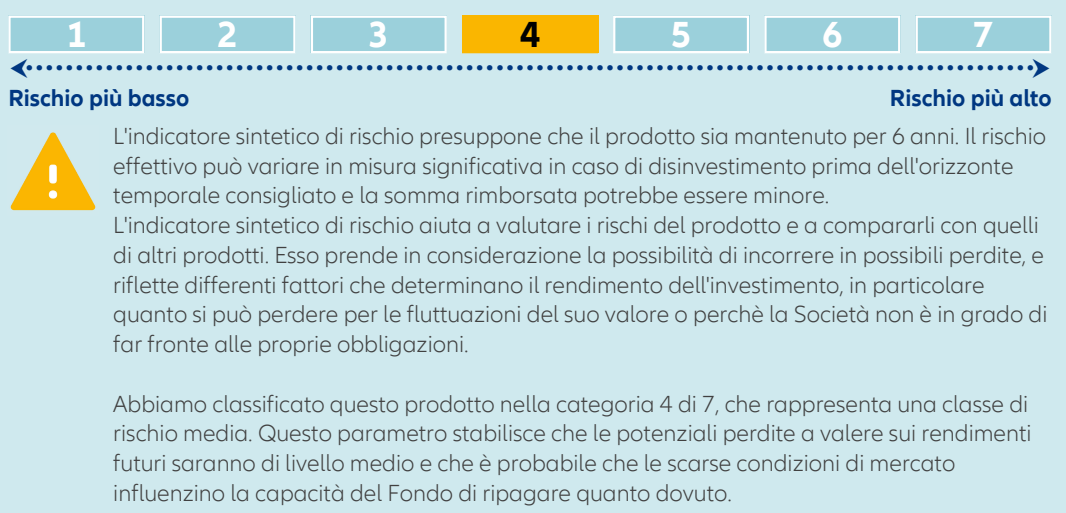 1 2 3 4 5 6 7
Rischio più basso Rischio più alto
L'indicatore sintetico di rischio presuppone che il prodotto sia mantenuto per 6 anni. Il rischio
effettivo può variare in misura significativa in caso di disinvestimento prima dell'orizzonte
temporale consigliato e la somma rimborsata potrebbe essere minore.
L'indicatore sintetico di rischio aiuta a valutare i rischi del prodotto e a compararli con quelli
di altri prodotti. Esso prende in considerazione la possibilità di incorrere in possibili perdite, e
riflette differenti fattori che determinano il rendimento dell'investimento, in particolare
quanto si può perdere per le fluttuazioni del suo valore o perchè la Società non è in grado di
far fronte alle proprie obbligazioni.
Abbiamo classificato questo prodotto nella categoria 4 di 7, che rappresenta una classe di
rischio media. Questo parametro stabilisce che le potenziali perdite a valere sui rendimenti
futuri saranno di livello medio e che è probabile che le scarse condizioni di mercato
influenzino la capacità del Fondo di ripagare quanto dovuto.